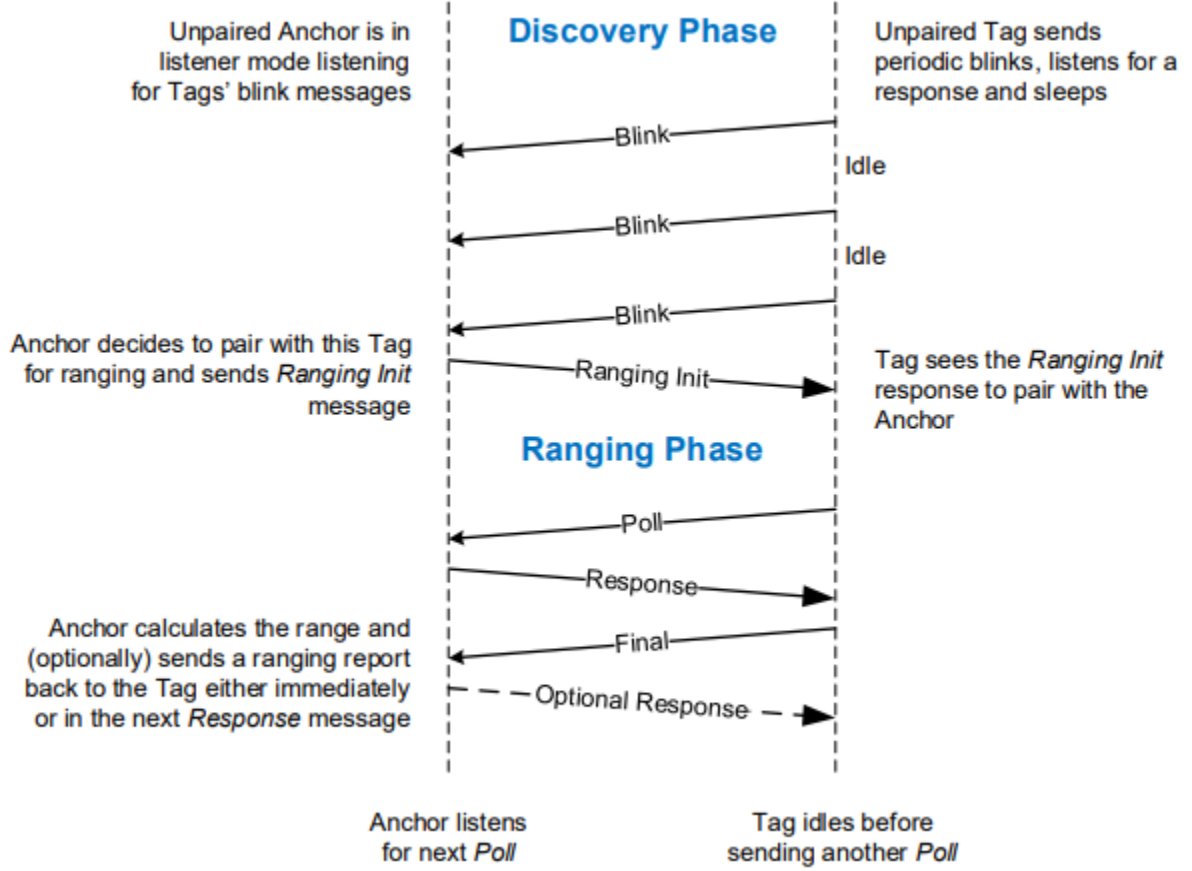 Discovery Phase
Unpaired Anchor is in
listener mode listening
for Tags' blink messages
Unpaired Tag sends
periodic blinks, listens for a
response and sleeps
Blink
Idle
Blink
Idle
Blink
Anchor decides to pair with this Tag
for ranging and sends Ranging Init
message
Ranging Init
Tag sees the Ranging Init
response to pair with the
Anchor
Ranging Phase
Poll
Response
Final
Anchor calculates the range and
(optionally) sends a ranging report
back to the Tag either immediately
or in the next Response message
Optional Response
Anchor listens
for next Poll
Tag idles before
sending another Poll